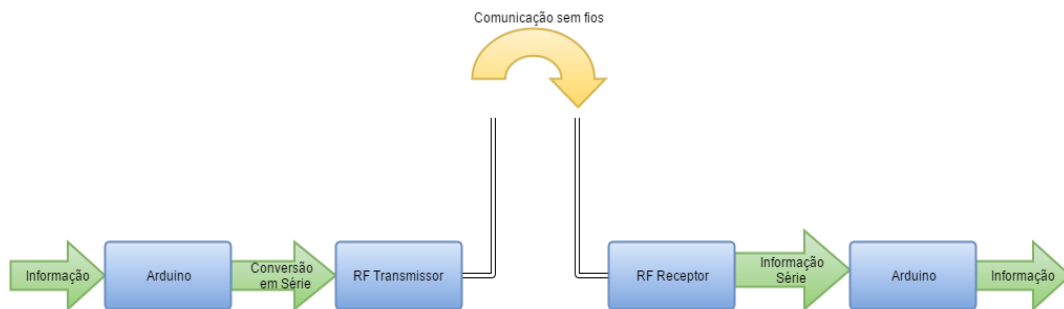 Comunicação sem fios
Informação
Arduino
Conversão
em Série
RF Transmissor
RF Receptor
Informação
Série
Arduino
Informação